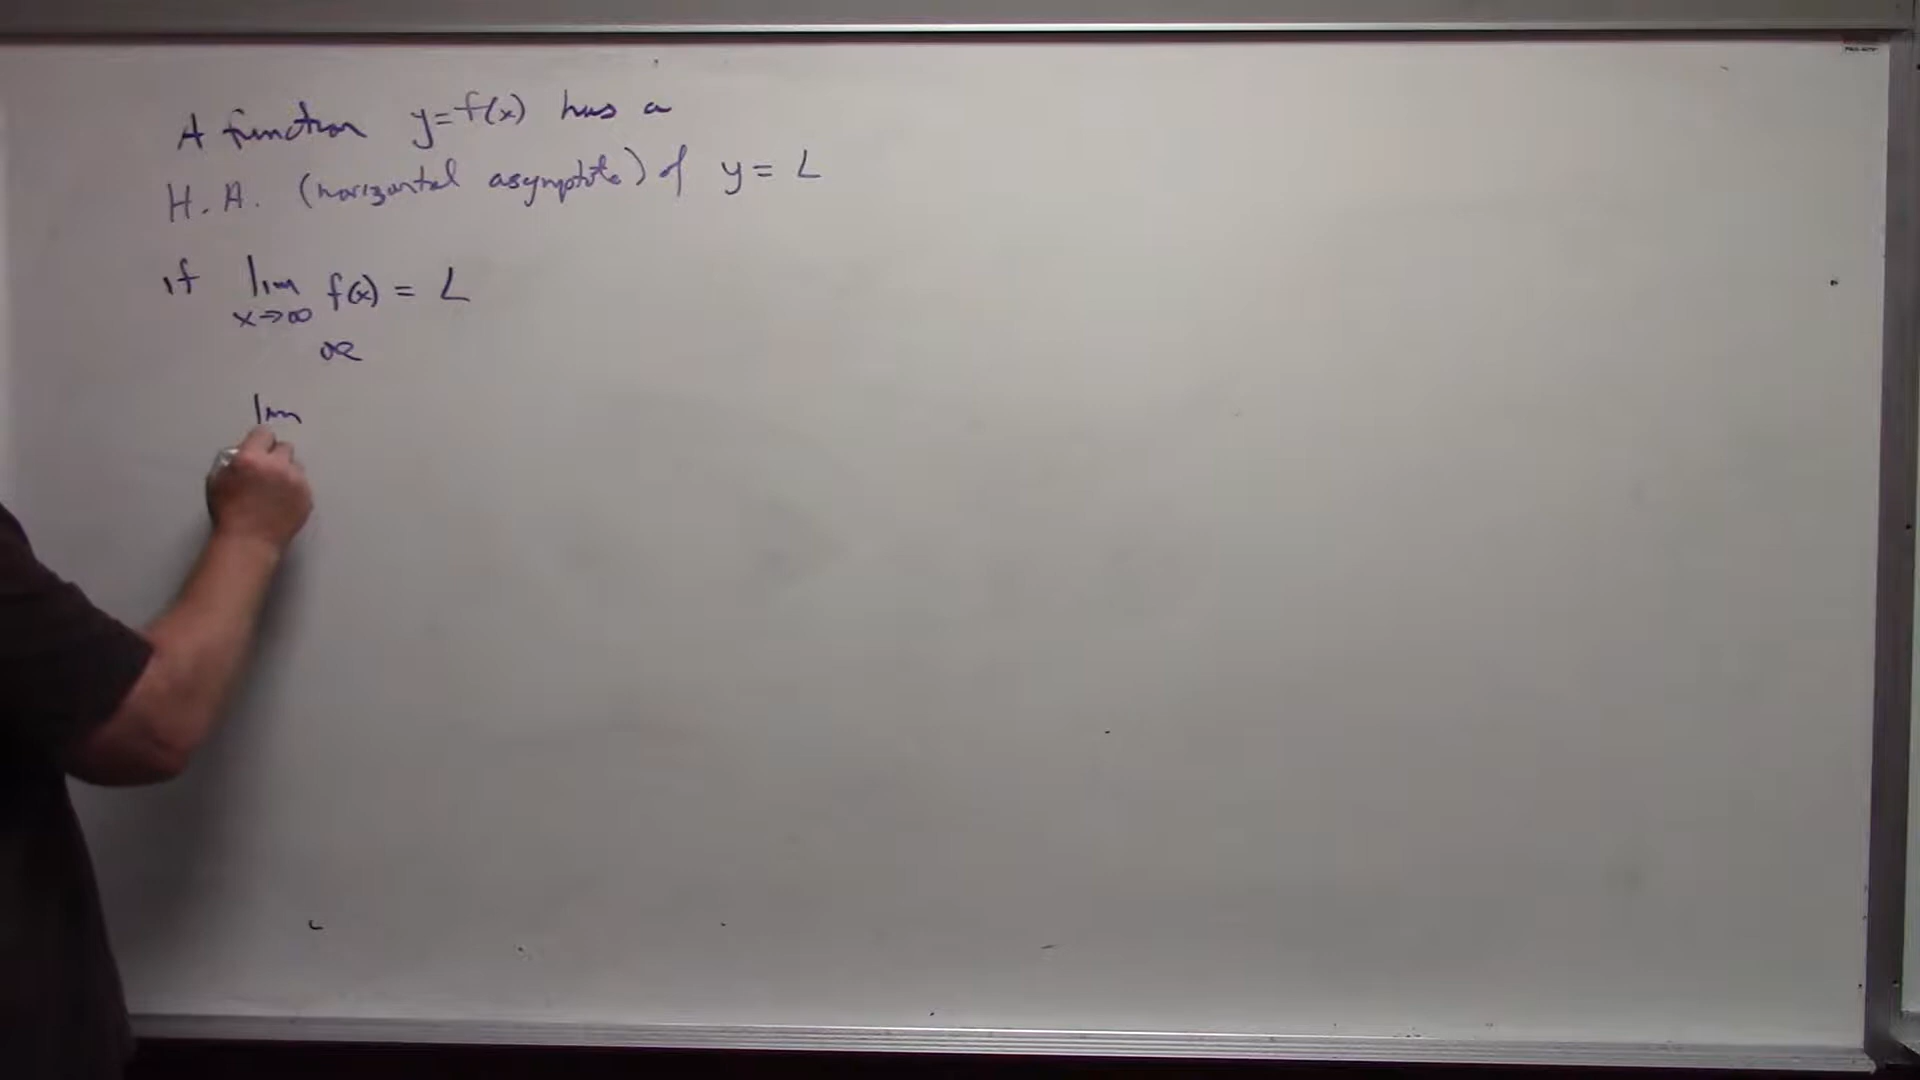 A function y=f(x) has a
H.A. (horizontal asymptote) of y = L
if lim f(x) = L
x→∞
or
lim